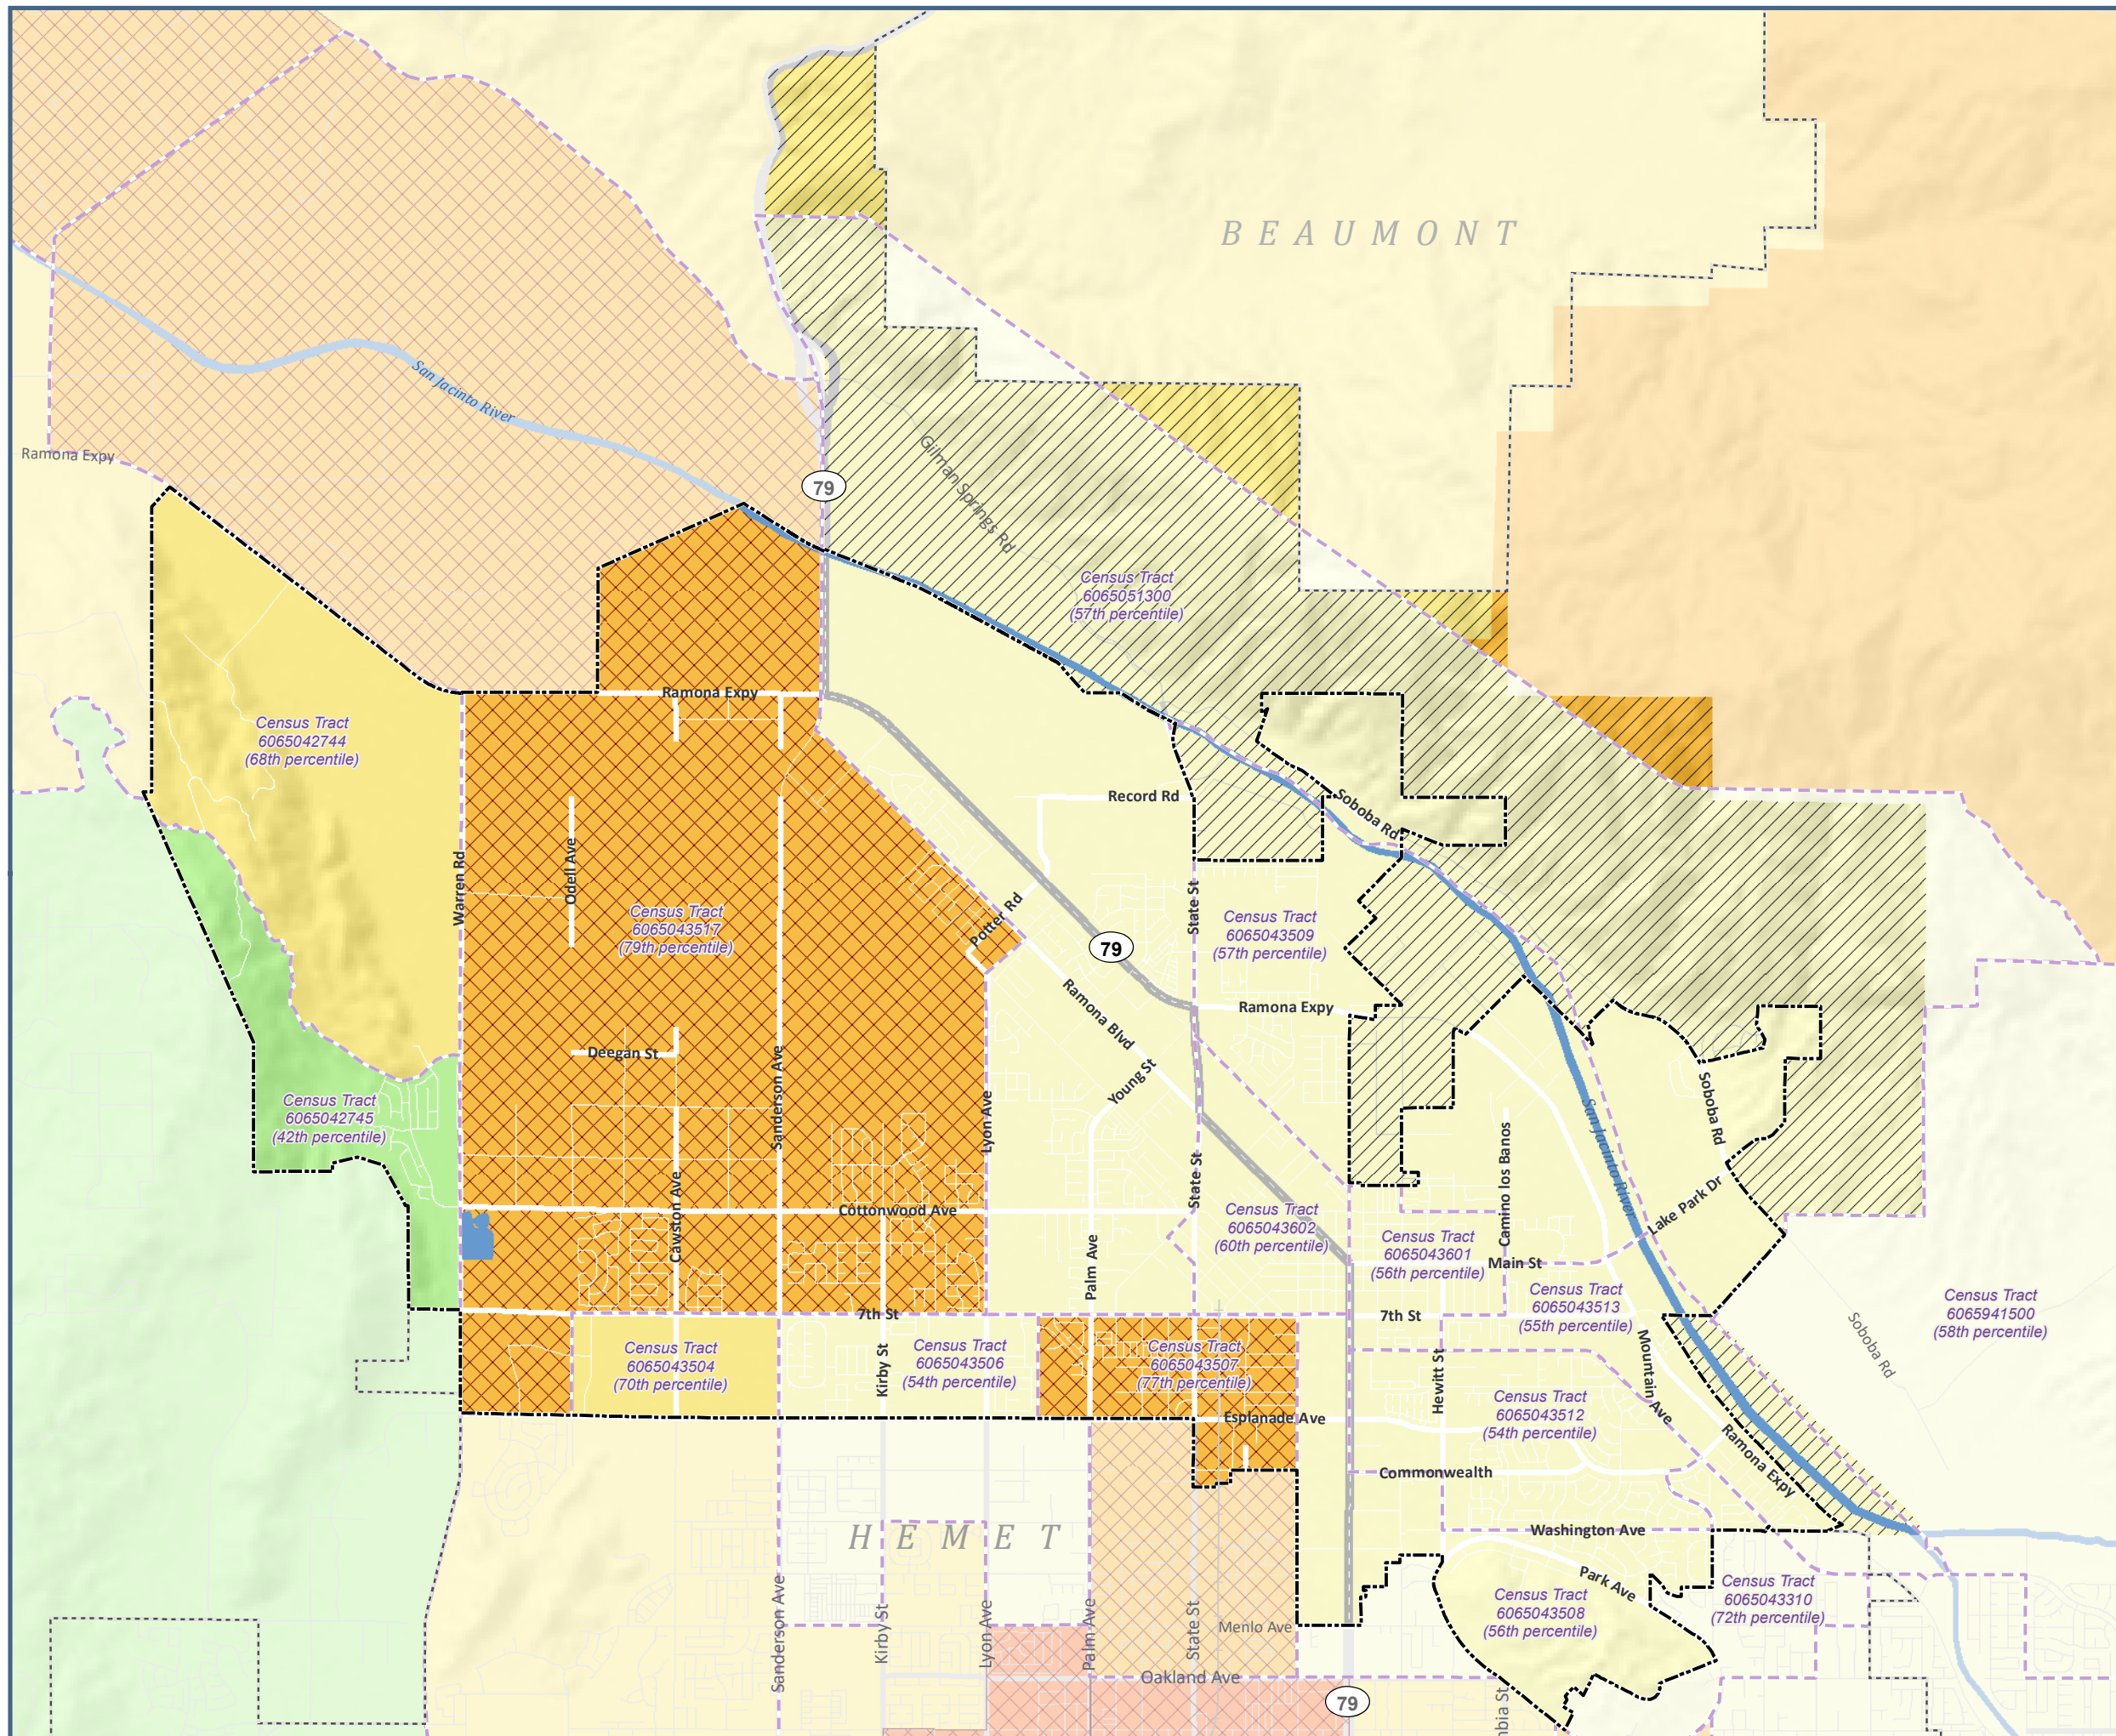 BEAUMONT
San Jacinto River
Ramona Expy
79
Gilman Springs Rd
Census Tract
6065051300
(57th percentile)
Ramona Expy
Census Tract
6065042744
(68th percentile)
Record Rd
Soboba Rd
Warren Rd
Odell Ave
Census Tract
6065043517
(79th percentile)
Potter Rd
State St
Census Tract
6065043509
(57th percentile)
79
Ramona Blvd
Ramona Expy
Deegan St
Sanderson Ave
Young St
Lyon Ave
Census Tract
6065042745
(42th percentile)
Soboba Rd
San Jacinto River
Camino los Banos
State St
Cawston Ave
Cottonwood Ave
Lake Park Dr
Census Tract
6065043602
(60th percentile)
Census Tract
6065043601
(56th percentile)
Main St
Palm Ave
7th St
7th St
Census Tract
6065043513
(55th percentile)
Census Tract
6065941500
(58th percentile)
Soboba Rd
Census Tract
6065043504
(70th percentile)
Kirby St
Census Tract
6065043506
(54th percentile)
Census Tract
6065043507
(77th percentile)
Hewitt St
Mountain Ave
Census Tract
6065043512
(54th percentile)
Esplanade Ave
Commonwealth
Ramona Expy
HEMET
Washington Ave
Park Ave
Census Tract
6065043508
(56th percentile)
Census Tract
6065043310
(72th percentile)
Sanderson Ave
Kirby St
Lyon Ave
Palm Ave
State St
Menlo Ave
Oakland Ave
79
bia St